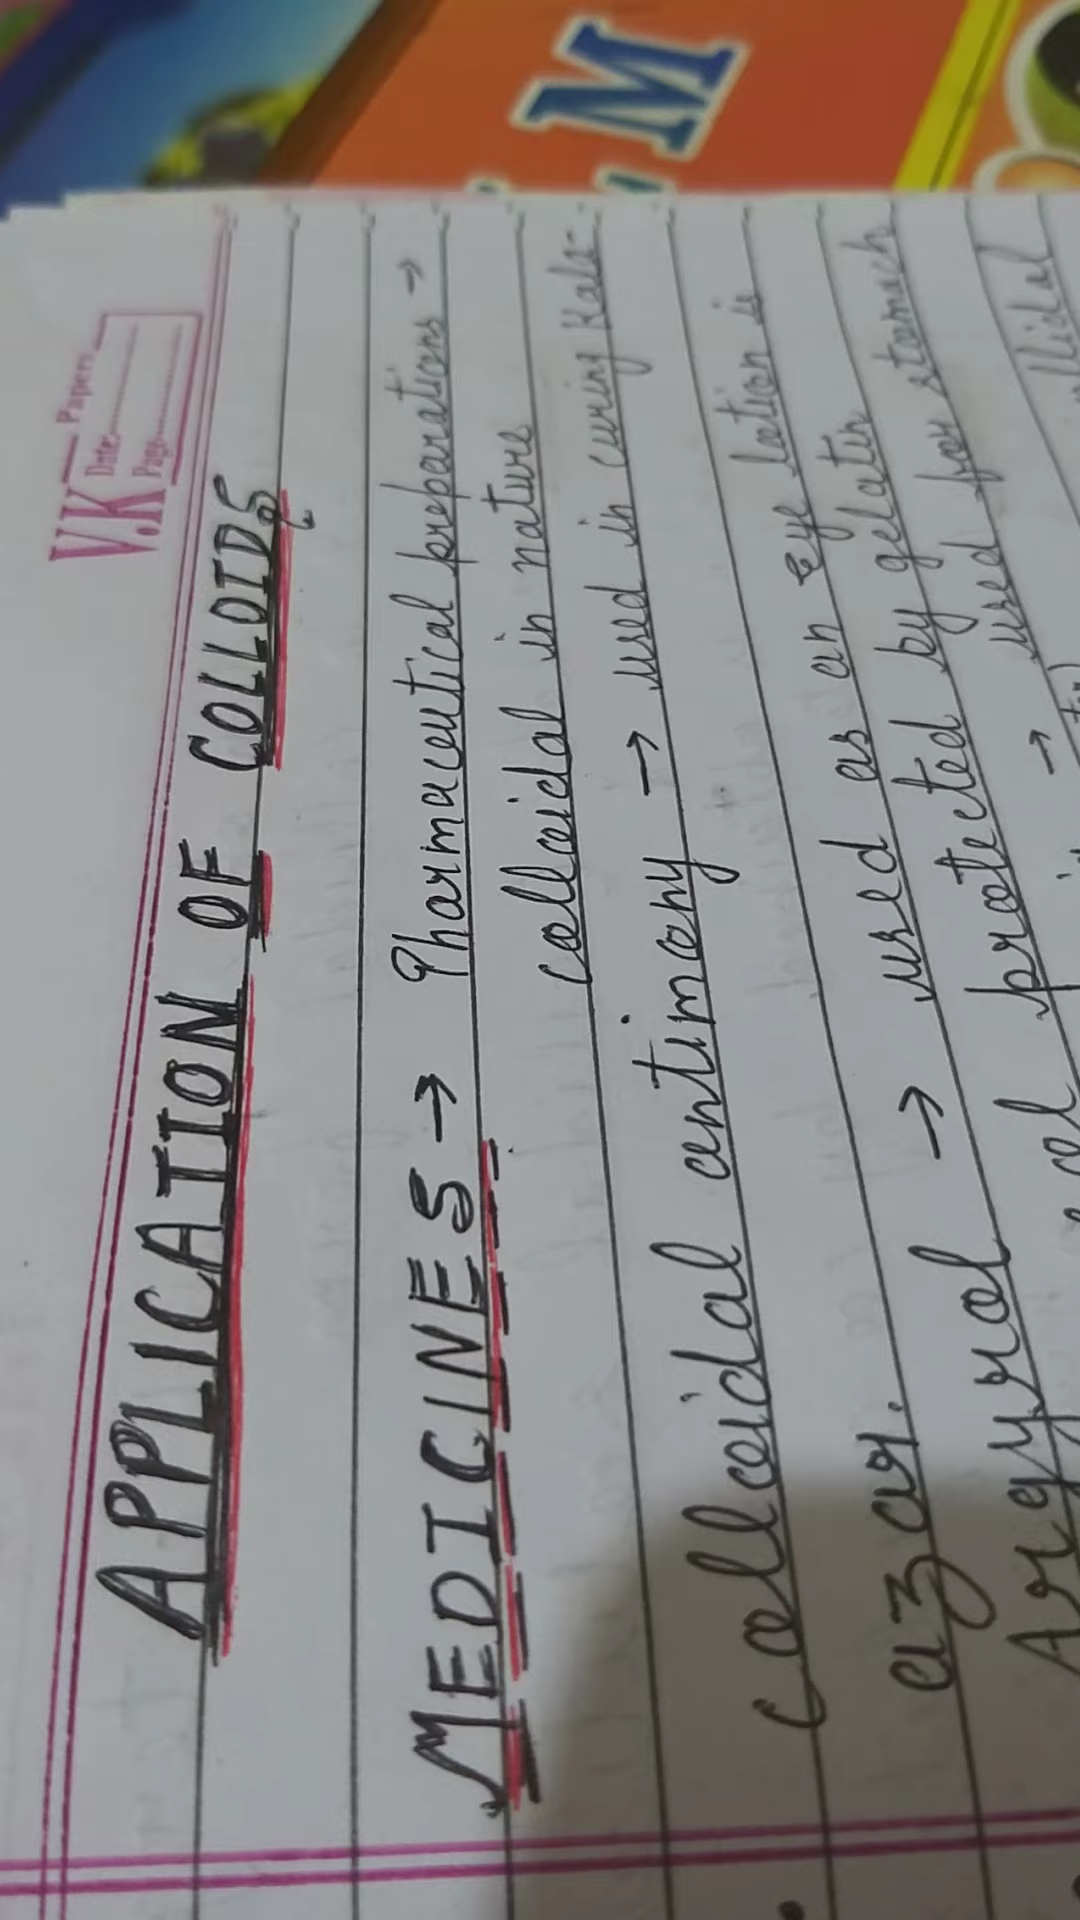 M
V.K Papers
Date
Page
APPLICATION OF COLLOIDS
MEDICINES → Pharmaceutical preparations →
colloidal in nature
colloidal antimony → used in curing Kala-
azar.
Argyrol → used as an Eye lotion is
protected by gelatin
used for stomach